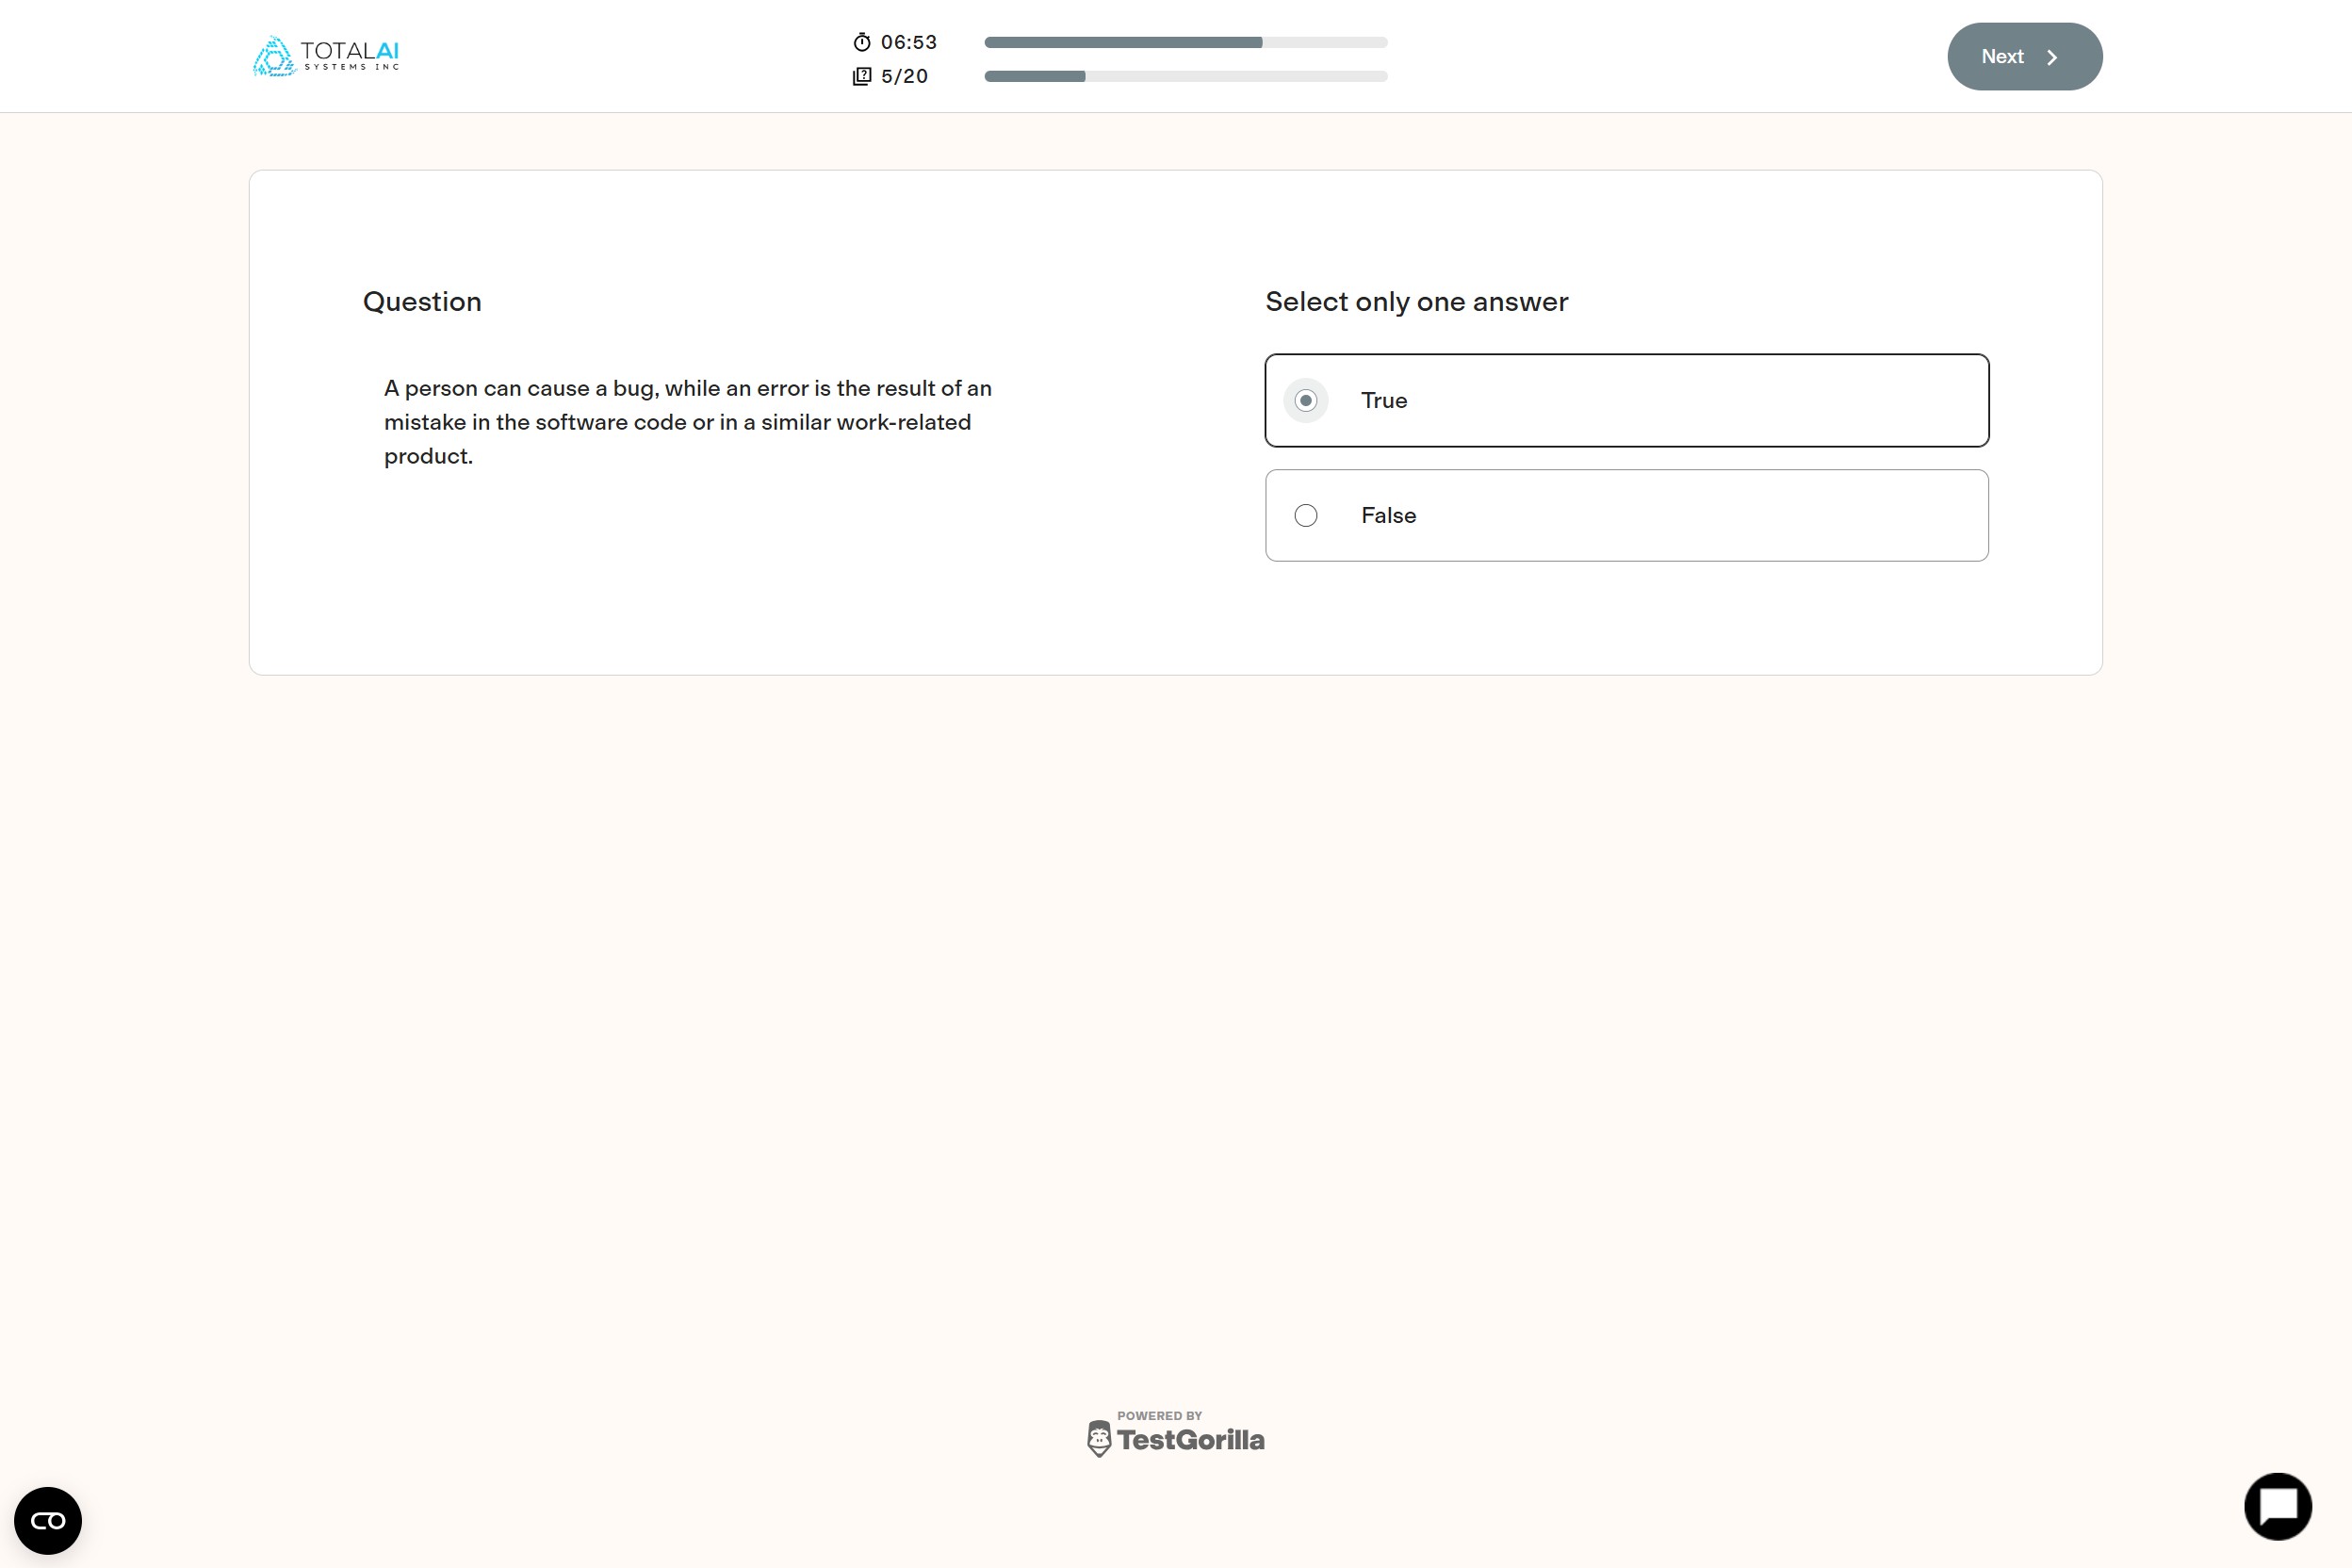 TOTALAI
SYSTEMS INC
06:53
5/20
Next
Question
A person can cause a bug, while an error is the result of an
mistake in the software code or in a similar work-related
product.
Select only one answer
True
False
POWERED BY
TestGorilla